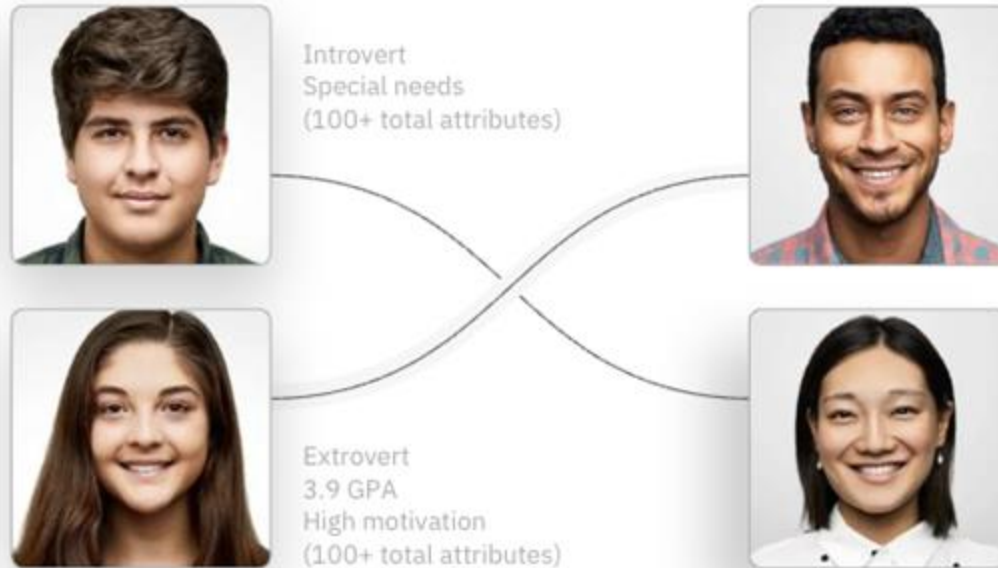 Introvert
Special needs
(100+ total attributes)
Extrovert
3.9 GPA
High motivation
(100+ total attributes)